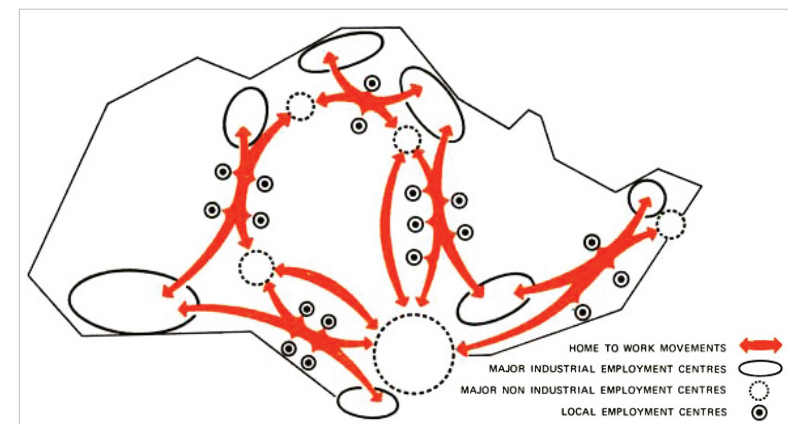 HOME TO WORK MOVEMENTS
MAJOR INDUSTRIAL EMPLOYMENT CENTRES
MAJOR NON INDUSTRIAL EMPLOYMENT CENTRES
LOCAL EMPLOYMENT CENTRES